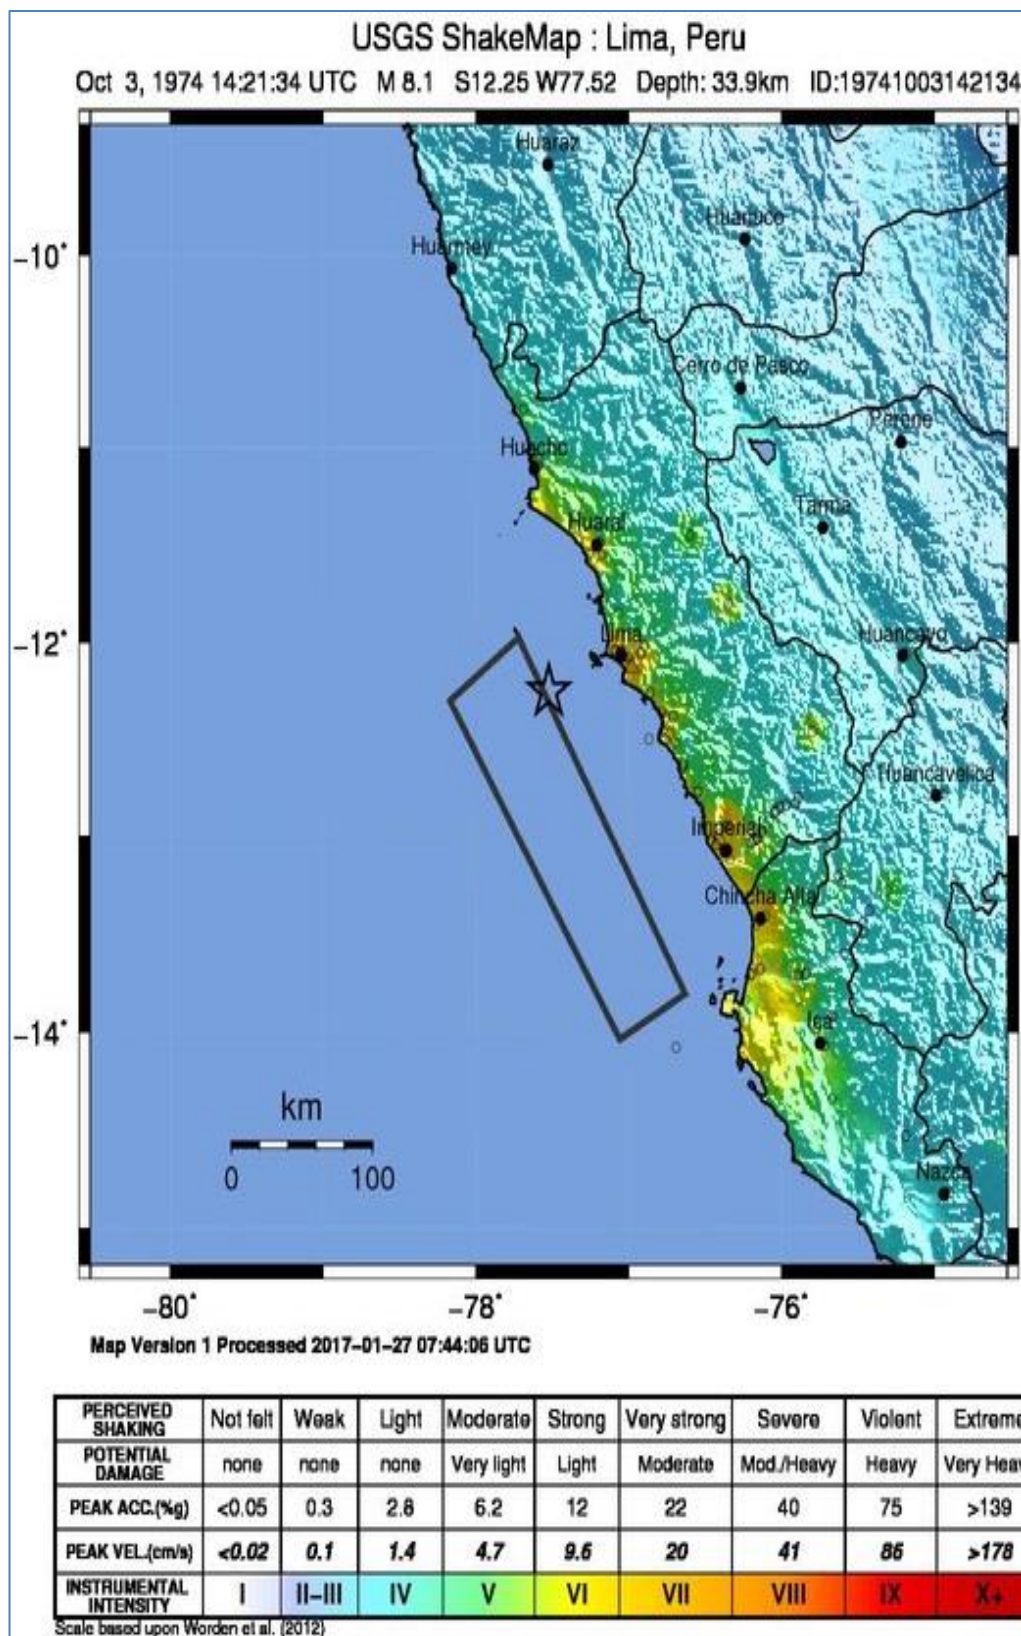 USGS ShakeMap : Lima, Peru
Oct 3, 1974 14:21:34 UTC M 8.1 S12.25 W77.52 Depth: 33.9km ID:19741003142134
Huaraz
Huanuco
-10°
Huarmey
Cerro de Pasco
Perene
Huacho
Tarma
Huaral
-12°
Lima
Huancayo
Huancavelica
Imperial
Chincha Alta
-14°
Ica
km
0 100
Nazca
-80° -78° -76°
Map Version 1 Processed 2017-01-27 07:44:06 UTC
PERCEIVED SHAKING Not felt Weak Light Moderate Strong Very strong Severe Violent Extreme
POTENTIAL DAMAGE none none none Very light Light Moderate Mod./Heavy Heavy Very Heav
PEAK ACC.(%g) <0.05 0.3 2.8 6.2 12 22 40 75 >139
PEAK VEL.(cm/s) <0.02 0.1 1.4 4.7 9.6 20 41 86 >178
INSTRUMENTAL INTENSITY I II-III IV V VI VII VIII IX X+
Scale based upon Worden et al. (2012)